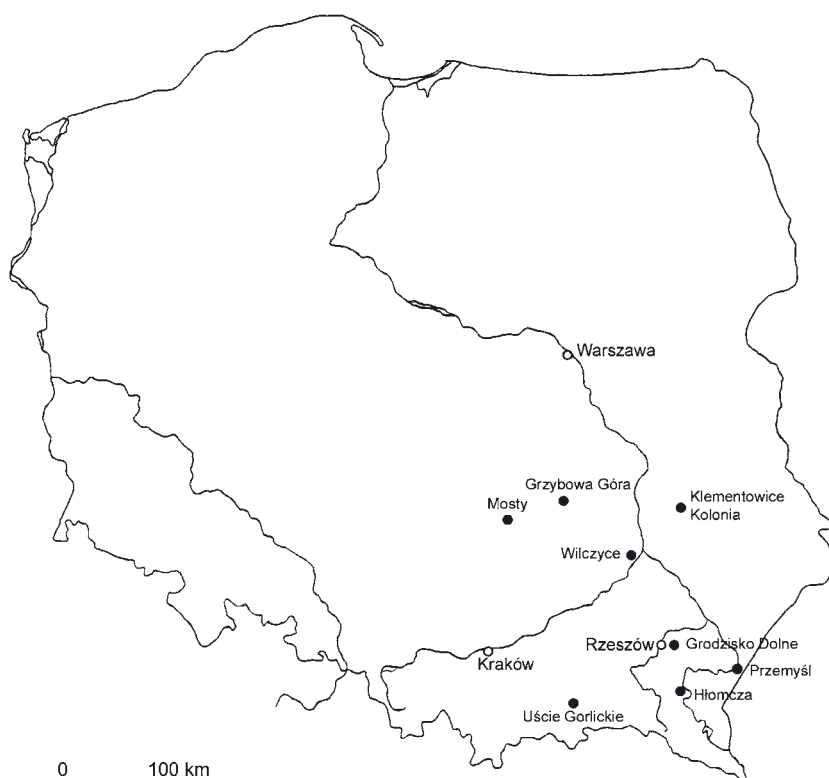 Warszawa
Grzybowa Góra
Mosty
Klementowice
Kolonia
Wilczyce
Rzeszów
Grodzisko Dolne
Kraków
Przemyśl
Hłomcza
Uście Gorlickie
0 100 km